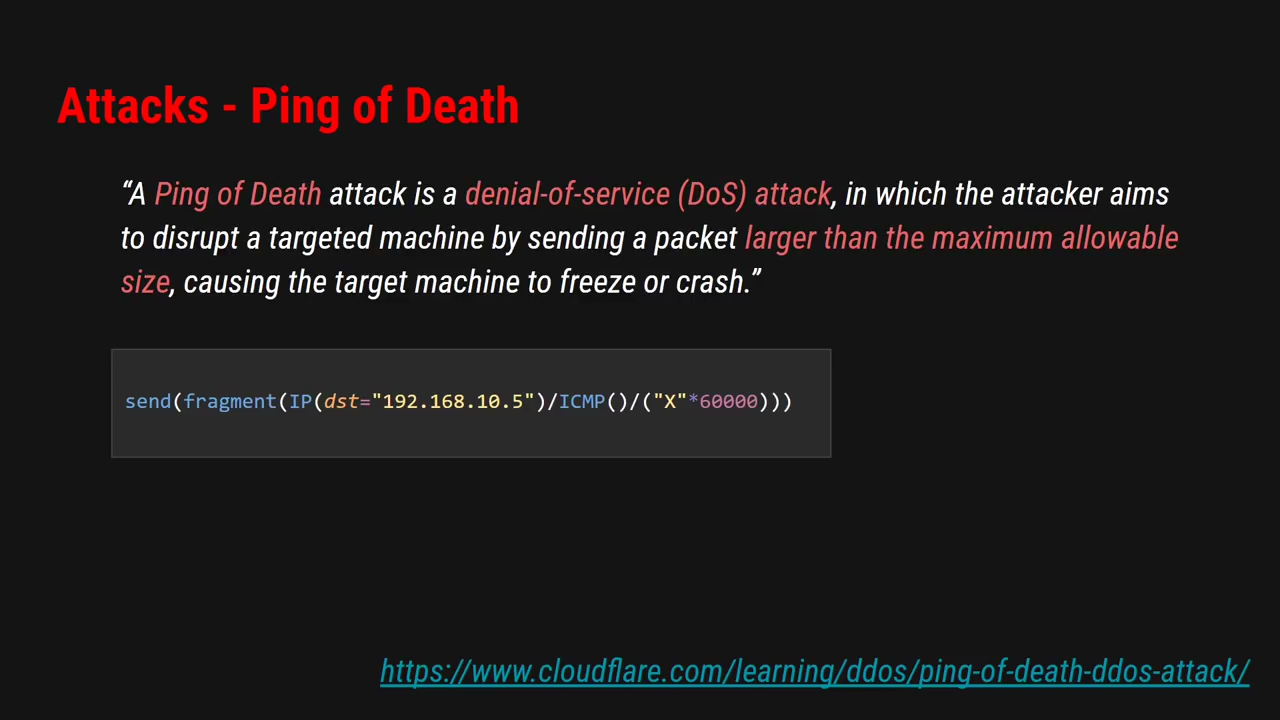 Attacks - Ping of Death
“A Ping of Death attack is a denial-of-service (DoS) attack, in which the attacker aims
to disrupt a targeted machine by sending a packet larger than the maximum allowable
size, causing the target machine to freeze or crash.”
send(fragment(IP(dst="192.168.10.5")/ICMP()/("X"*60000)))
https://www.cloudflare.com/learning/ddos/ping-of-death-ddos-attack/